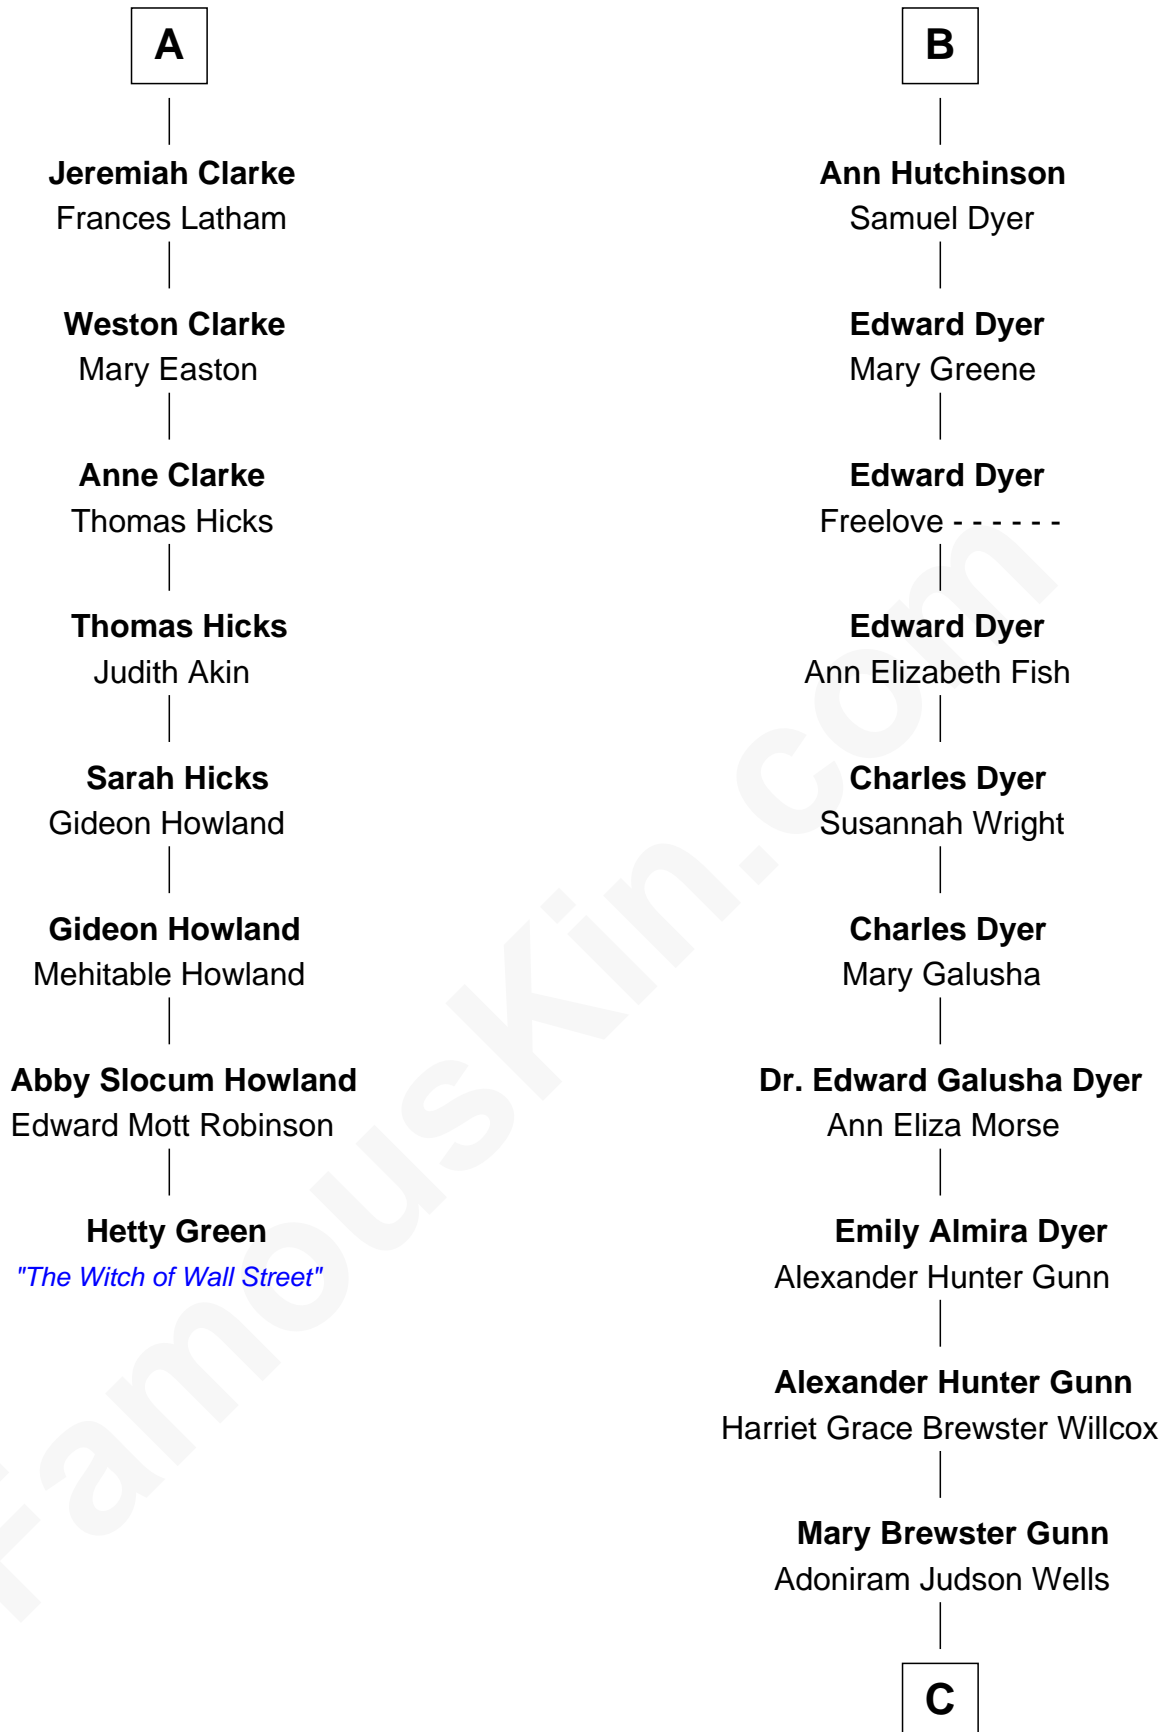 A
Jeremiah Clarke
Frances Latham
Weston Clarke
Mary Easton
Anne Clarke
Thomas Hicks
Thomas Hicks
Judith Akin
Sarah Hicks
Gideon Howland
Gideon Howland
Mehitable Howland
Abby Slocum Howland
Edward Mott Robinson
Hetty Green
"The Witch of Wall Street"
B
Ann Hutchinson
Samuel Dyer
Edward Dyer
Mary Greene
Edward Dyer
Freelove - - - - - -
Edward Dyer
Ann Elizabeth Fish
Charles Dyer
Susannah Wright
Charles Dyer
Mary Galusha
Dr. Edward Galusha Dyer
Ann Eliza Morse
Emily Almira Dyer
Alexander Hunter Gunn
Alexander Hunter Gunn
Harriet Grace Brewster Willcox
Mary Brewster Gunn
Adoniram Judson Wells
C
FamousKin.com